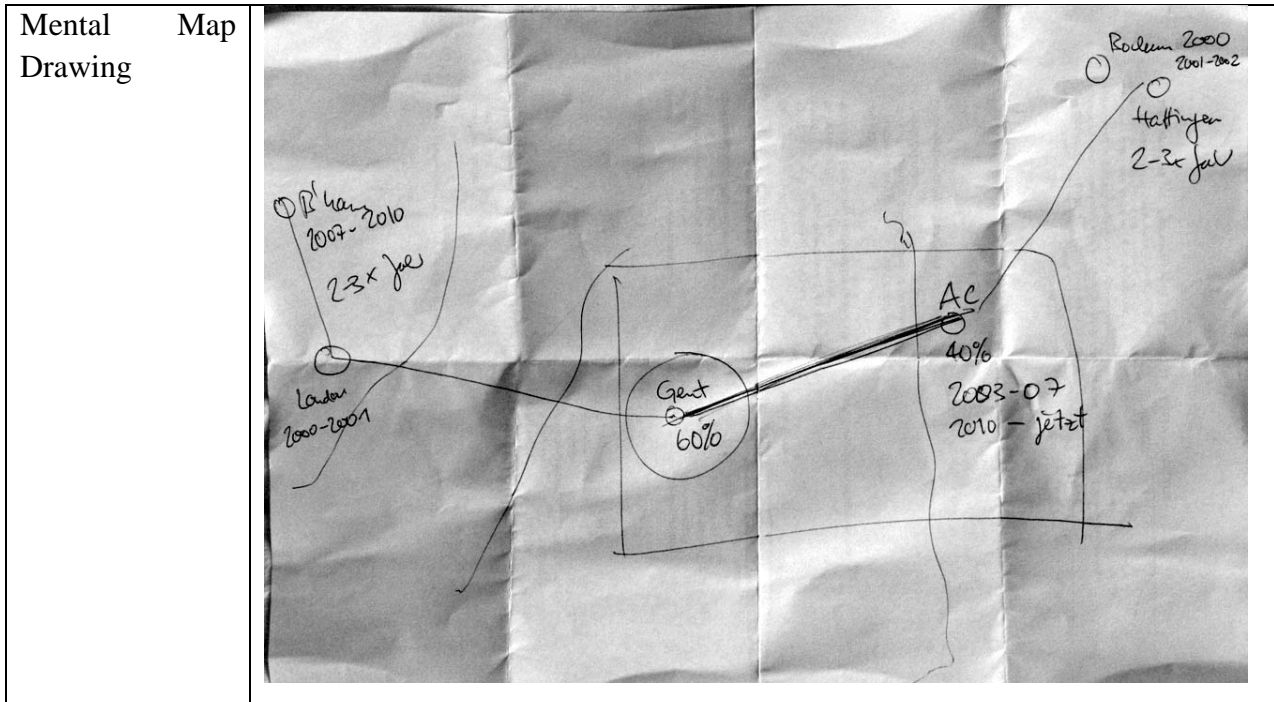 Mental Map
Drawing
Bochum 2000
2001-2002
Hattingen
2-3x Jahr
B'ham
2007-2010
2-3x Jahr
London
2000-2001
Gent
60%
AC
40%
2003-07
2010 - jetzt